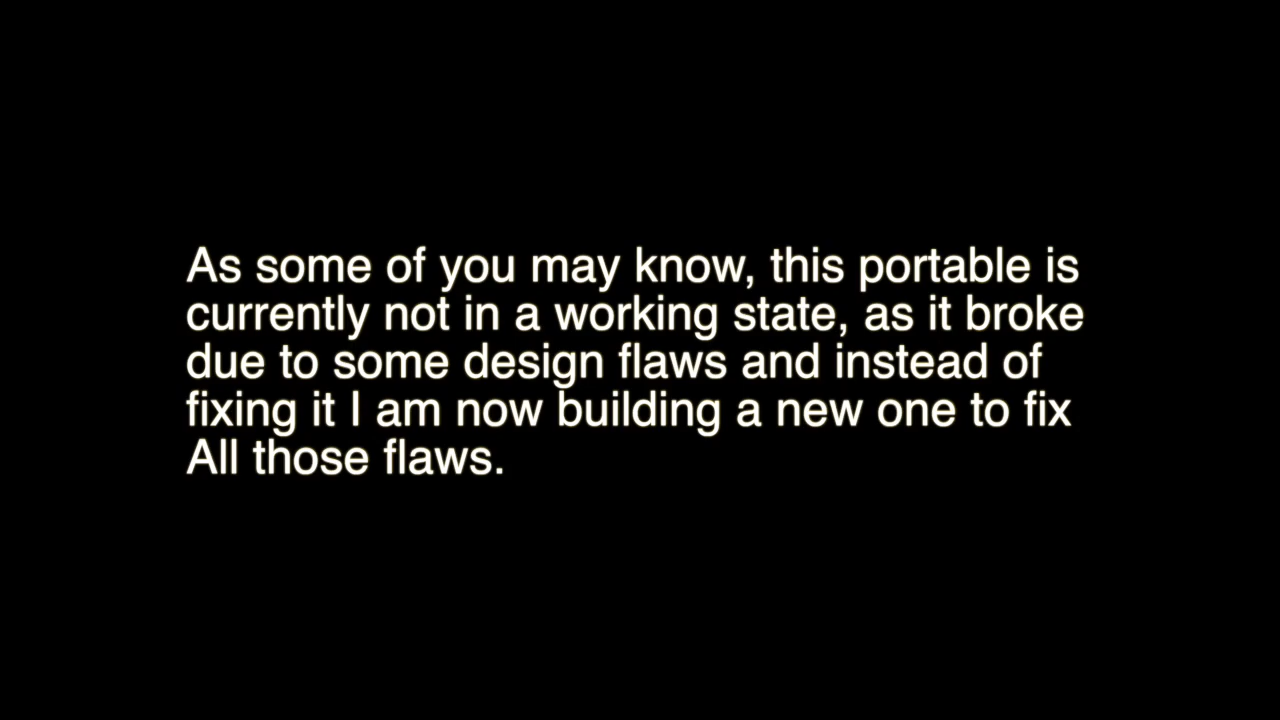 As some of you may know, this portable is
currently not in a working state, as it broke
due to some design flaws and instead of
fixing it I am now building a new one to fix
All those flaws.